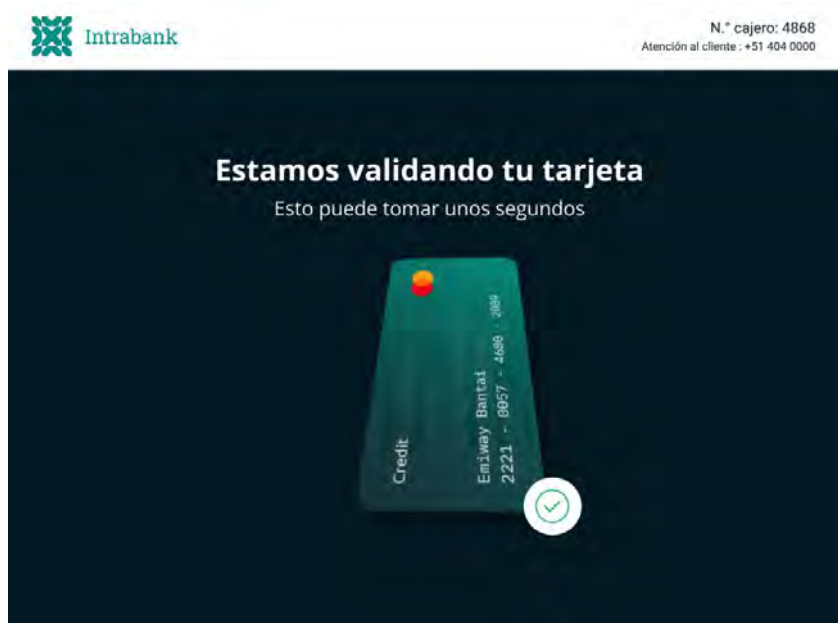 Intrabank
N.° cajero: 4868
Atención al cliente : +51 404 0000
Estamos validando tu tarjeta
Esto puede tomar unos segundos
Credit
Emiway Bantai
2221 - 0057 - 4680 - 2009